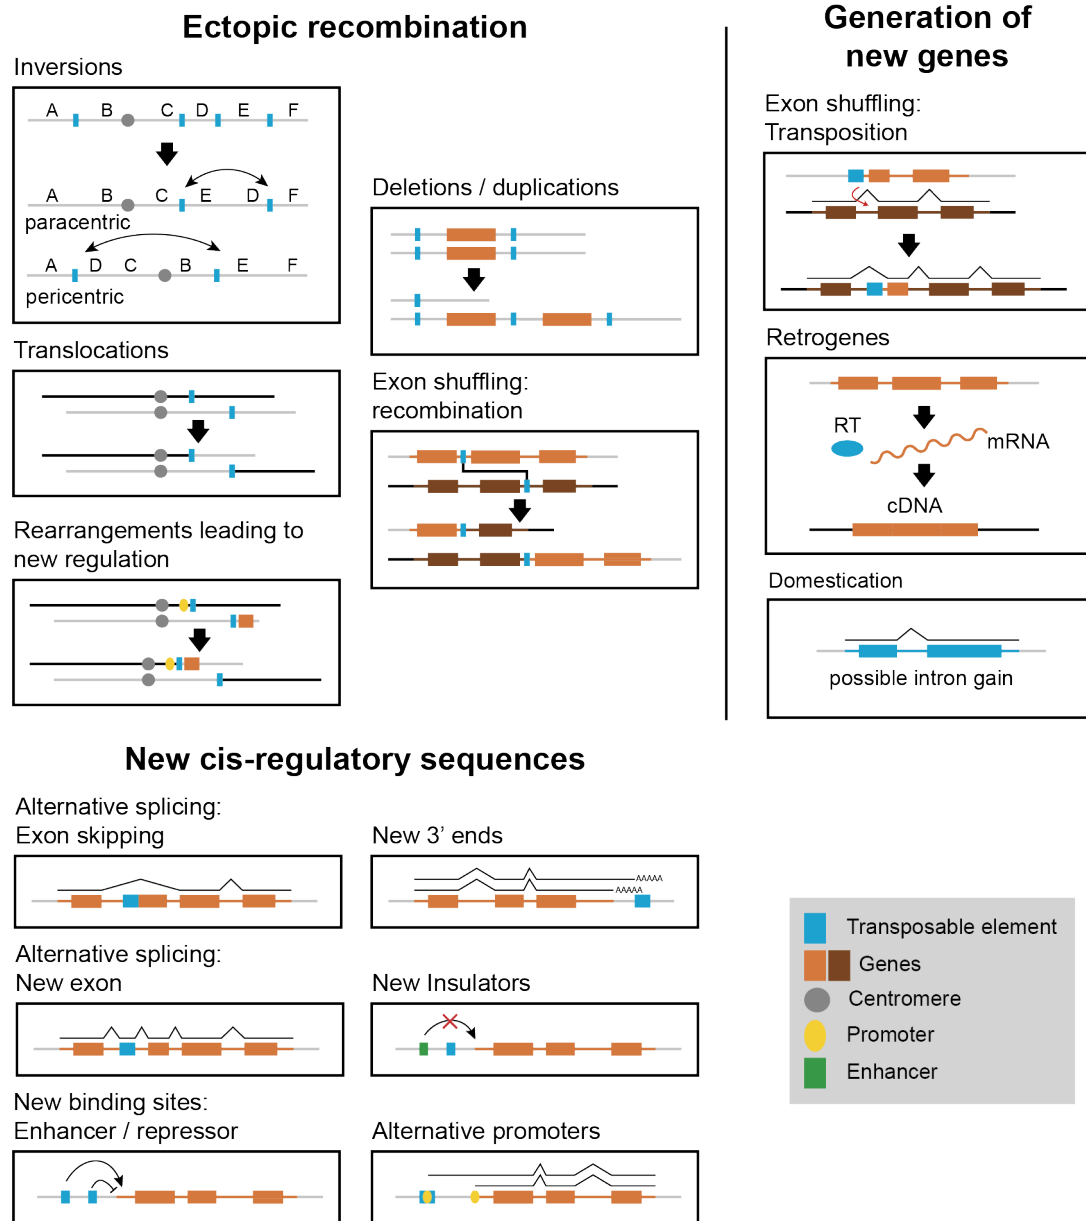 Ectopic recombination
Inversions
A B C D E F
A B C E D F
paracentric
A D C B E F
pericentric
Translocations
Rearrangements leading to
new regulation
Deletions / duplications
Exon shuffling:
recombination
Generation of
new genes
Exon shuffling:
Transposition
Retrogenes
RT
mRNA
cDNA
Domestication
possible intron gain
New cis-regulatory sequences
Alternative splicing:
Exon skipping
New 3’ ends
AAAAA
AAAAA
Alternative splicing:
New exon
New Insulators
New binding sites:
Enhancer / repressor
Alternative promoters
Transposable element
Genes
Centromere
Promoter
Enhancer